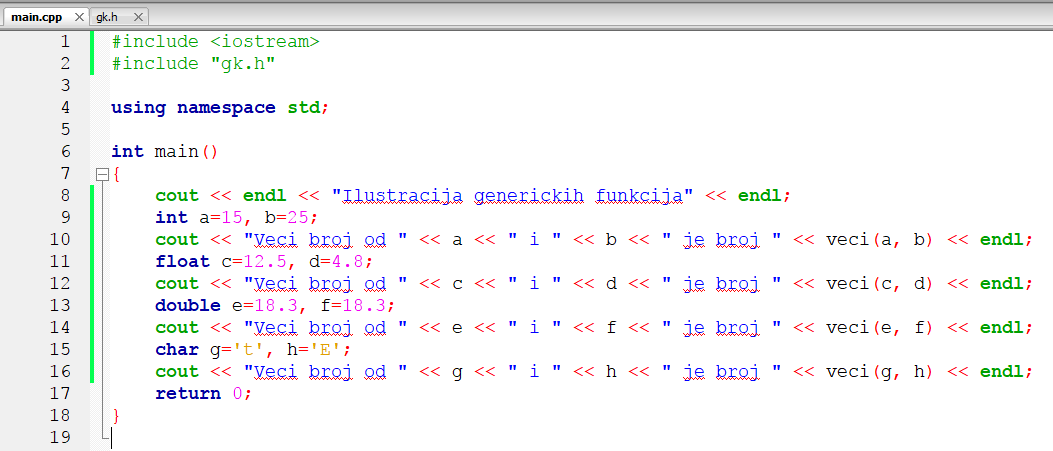 main.cpp gk.h
1 #include <iostream>
2 #include "gk.h"
3
4 using namespace std;
5
6 int main()
7 {
8 cout << endl << "Ilustracija generickih funkcija" << endl;
9 int a=15, b=25;
10 cout << "Veci broj od " << a << " i " << b << " je broj " << veci(a, b) << endl;
11 float c=12.5, d=4.8;
12 cout << "Veci broj od " << c << " i " << d << " je broj " << veci(c, d) << endl;
13 double e=18.3, f=18.3;
14 cout << "Veci broj od " << e << " i " << f << " je broj " << veci(e, f) << endl;
15 char g='t', h='E';
16 cout << "Veci broj od " << g << " i " << h << " je broj " << veci(g, h) << endl;
17 return 0;
18 }
19